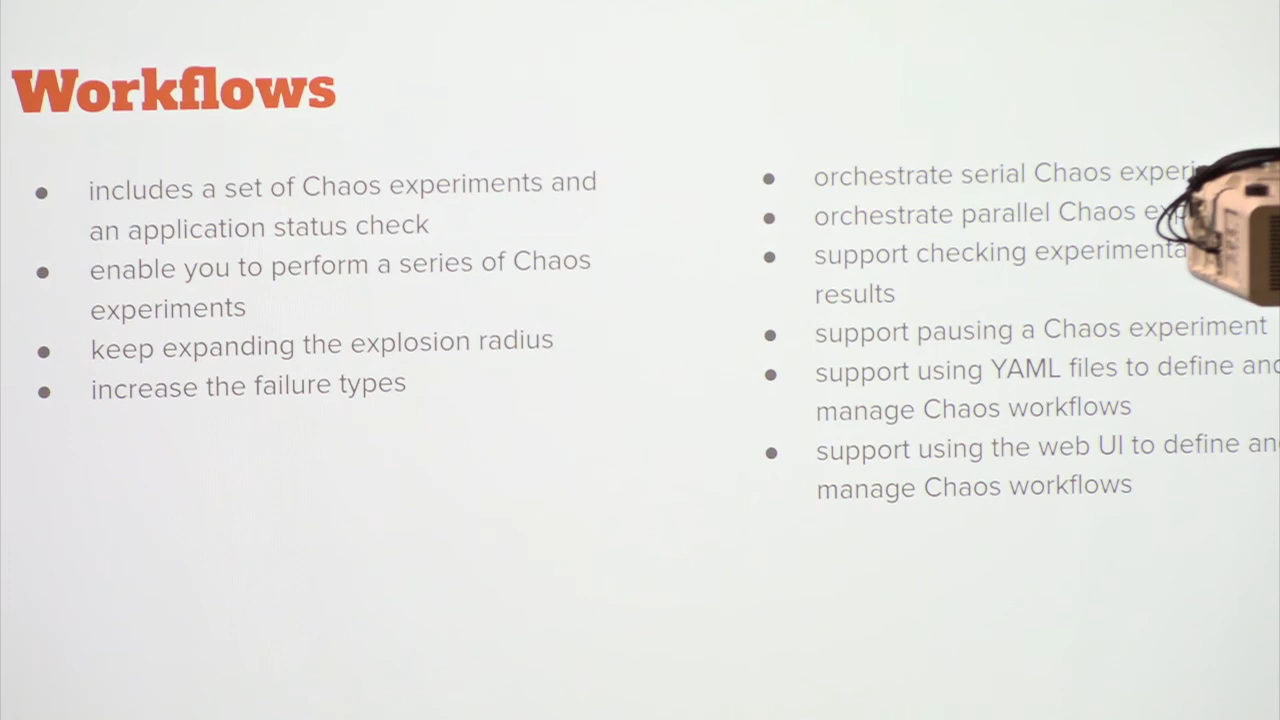 Workflows
● includes a set of Chaos experiments and
an application status check
● enable you to perform a series of Chaos
experiments
● keep expanding the explosion radius
● increase the failure types
● orchestrate serial Chaos
● orchestrate parallel Chaos
● support checking
results
● support pausing a Chaos experiment
● support using YAML files to define
manage Chaos workflows
● support using the web UI to define
manage Chaos workflows